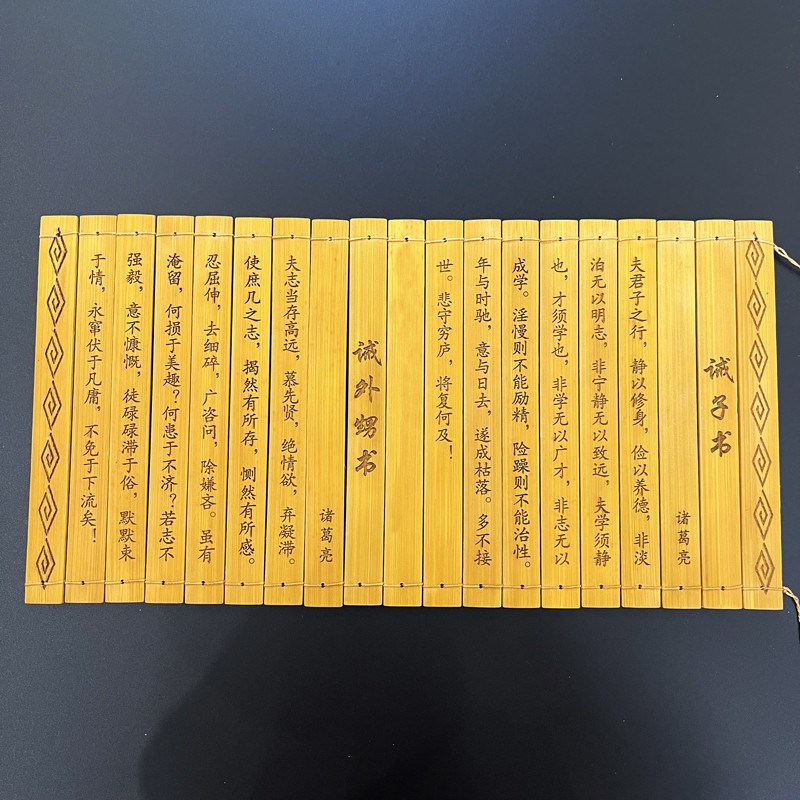 诫子书
诸葛亮
夫君子之行，静以修身，俭以养德，非淡
泊无以明志，非宁静无以致远，夫学须静
也，才须学也，非学无以广才，非志无以
成学。淫慢则不能励精，险躁则不能治性。
年与时驰，意与日去，遂成枯落。多不接
世。悲守穷庐，将复何及！
诫外甥书
诸葛亮
夫志当存高远，慕先贤，绝情欲，弃凝滞。
使庶几之志，揭然有所存，恻然有所感。
忍屈伸，去细碎，广咨问，除嫌吝。虽有
淹留，何损于美趣？何患于不济？若志不
强毅，意不慷慨，徒碌碌滞于俗，默默束
于情，永窜伏于凡庸，不免于下流矣！